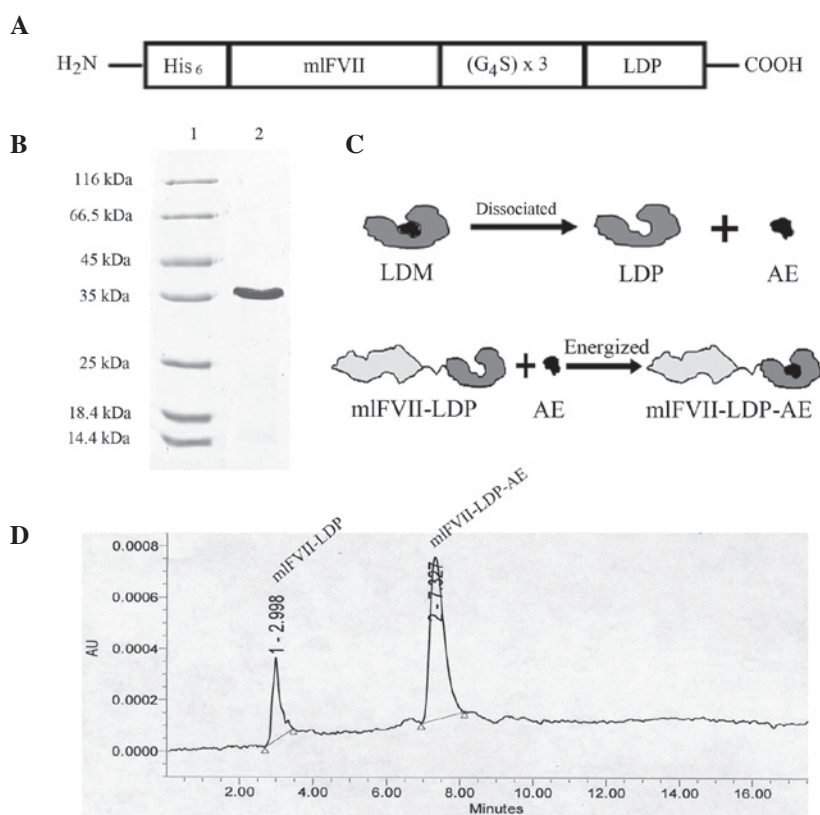 A
H₂N His₆ mlFVII (G₄S) x 3 LDP COOH
B
1 2
116 kDa
66.5 kDa
45 kDa
35 kDa
25 kDa
18.4 kDa
14.4 kDa
C
Dissociated
LDM LDP + AE
+ Energized
mlFVII-LDP AE mlFVII-LDP-AE
D
mlFVII-LDP
mlFVII-LDP-AE
1 - 2.998
2 - 7.327
AU
0.0008
0.0006
0.0004
0.0002
0.0000
2.00 4.00 6.00 8.00 10.00 12.00 14.00 16.00
Minutes